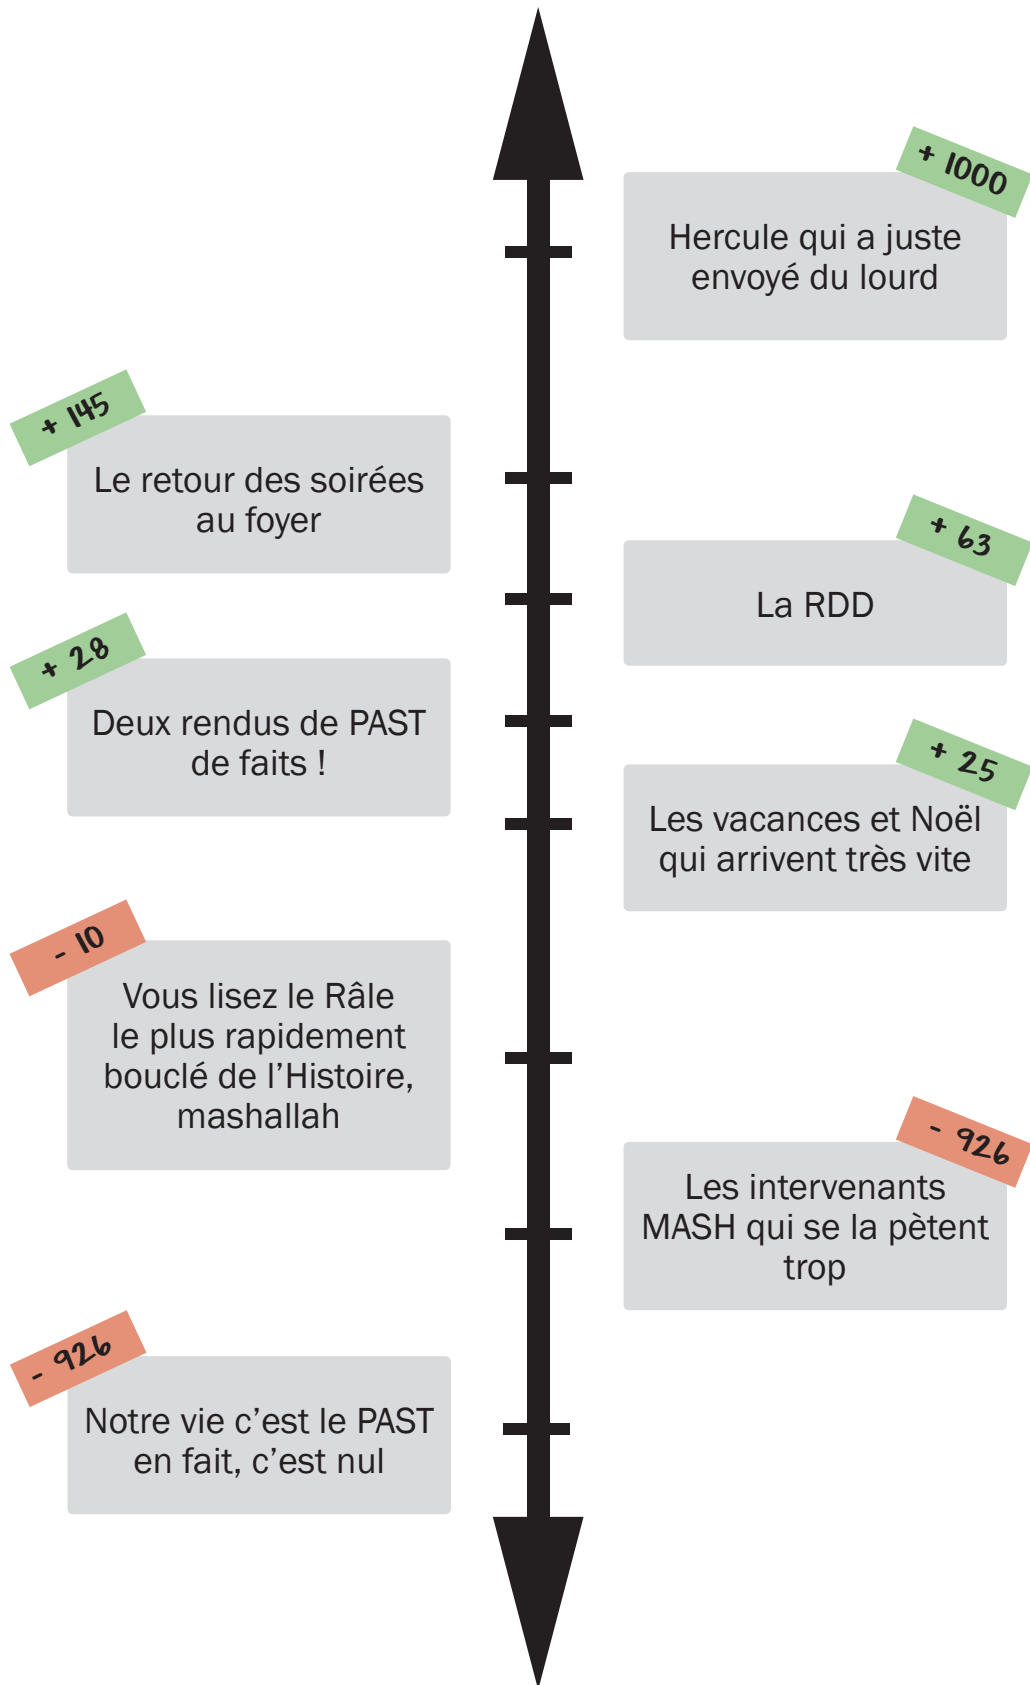 + 1000
Hercule qui a juste
envoyé du lourd
+ 145
Le retour des soirées
au foyer
+ 63
La RDD
+ 28
Deux rendus de PAST
de faits !
+ 25
Les vacances et Noël
qui arrivent très vite
- 10
Vous lisez le Râle
le plus rapidement
bouclé de l’Histoire,
mashallah
- 926
Les intervenants
MASH qui se la pètent
trop
- 926
Notre vie c’est le PAST
en fait, c’est nul